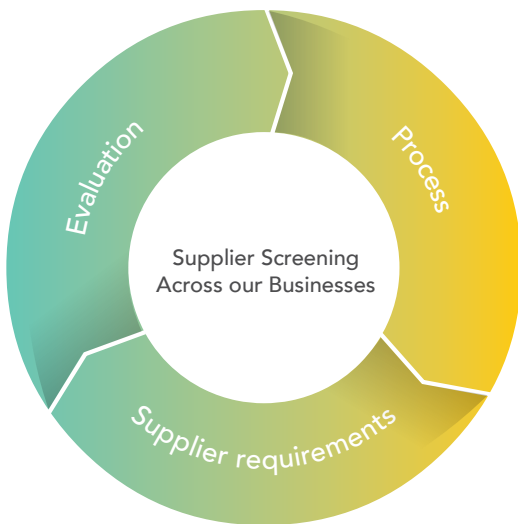 Evaluation
Process
Supplier Screening
Across our Businesses
Supplier requirements